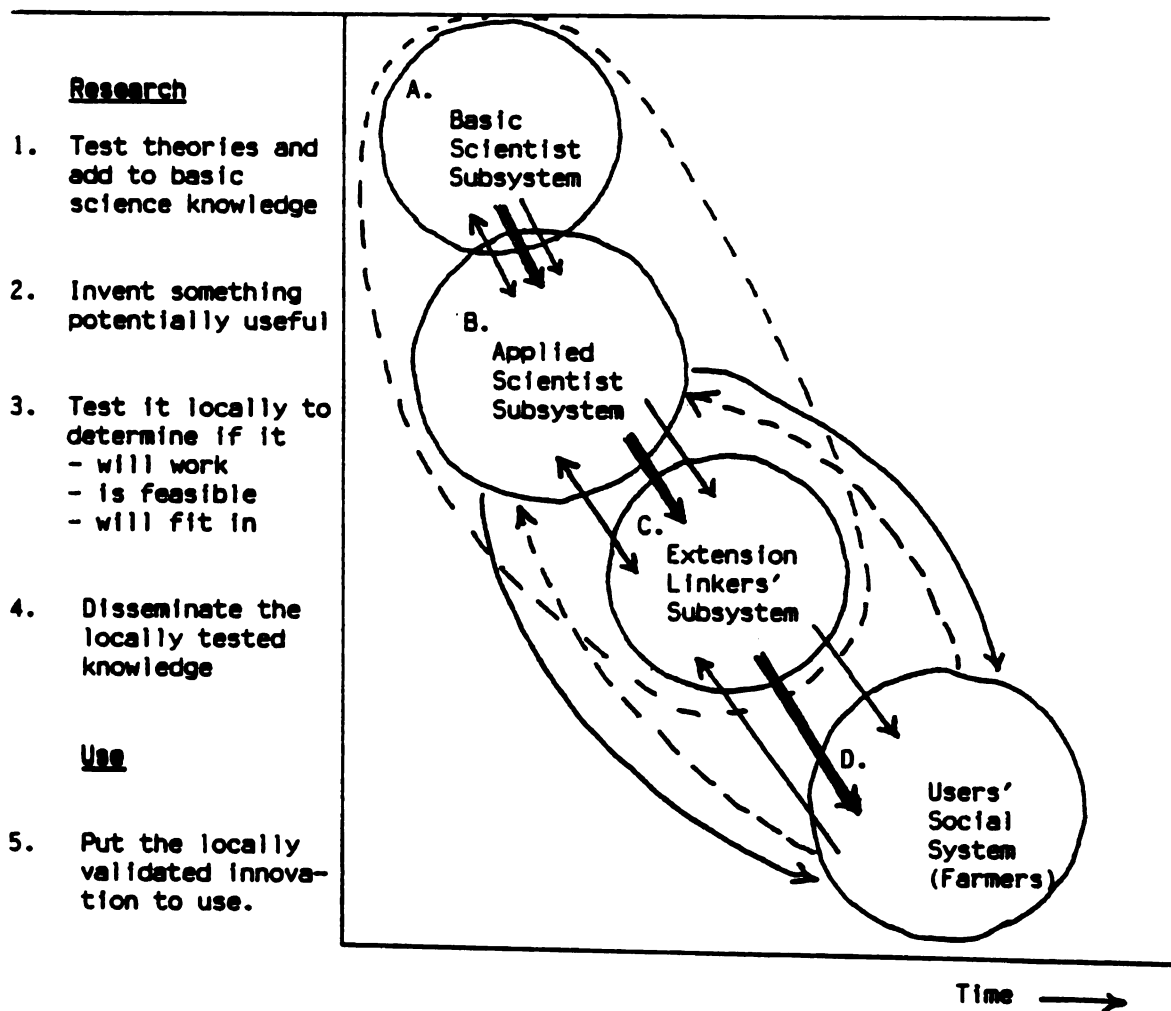 Research
1. Test theories and
add to basic
science knowledge
2. Invent something
potentially useful
3. Test it locally to
determine if it
- will work
- is feasible
- will fit in
4. Disseminate the
locally tested
knowledge
Use
5. Put the locally
validated innova-
tion to use.
A.
Basic
Scientist
Subsystem
B.
Applied
Scientist
Subsystem
C.
Extension
Linkers'
Subsystem
D.
Users'
Social
System
(Farmers)
Time